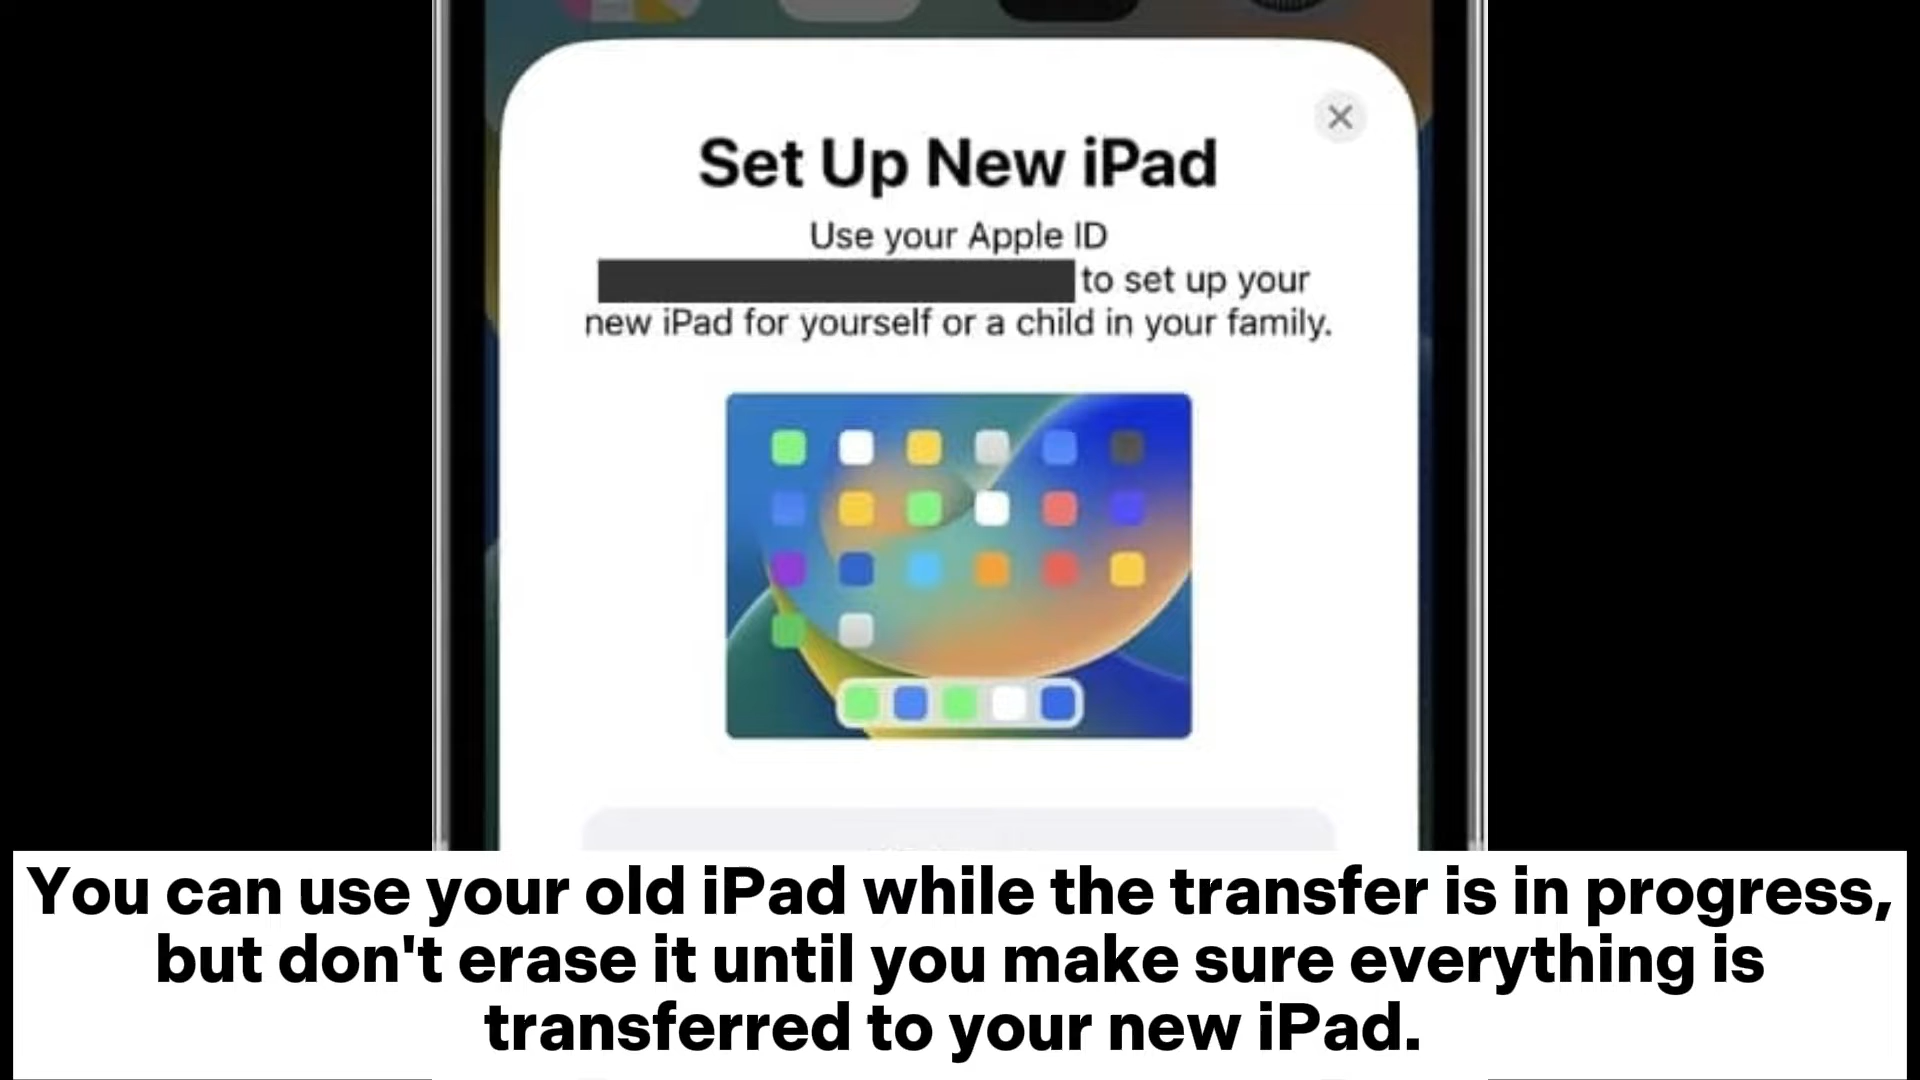 Set Up New iPad
Use your Apple ID
to set up your
new iPad for yourself or a child in your family.
You can use your old iPad while the transfer is in progress,
but don't erase it until you make sure everything is
transferred to your new iPad.